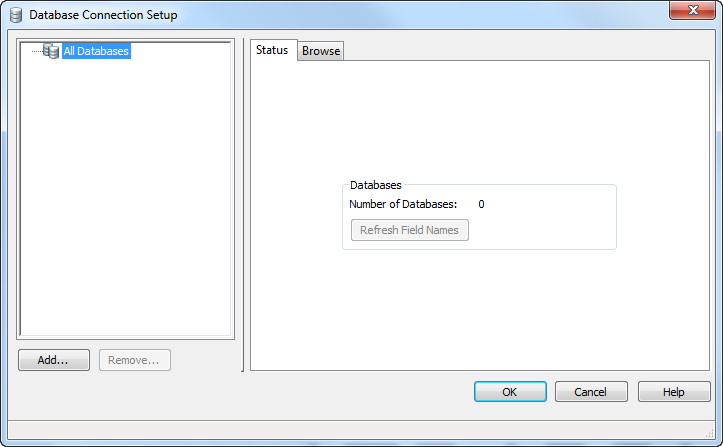 Database Connection Setup
All Databases
Status Browse
Databases
Number of Databases: 0
Refresh Field Names
Add... Remove...
OK Cancel Help